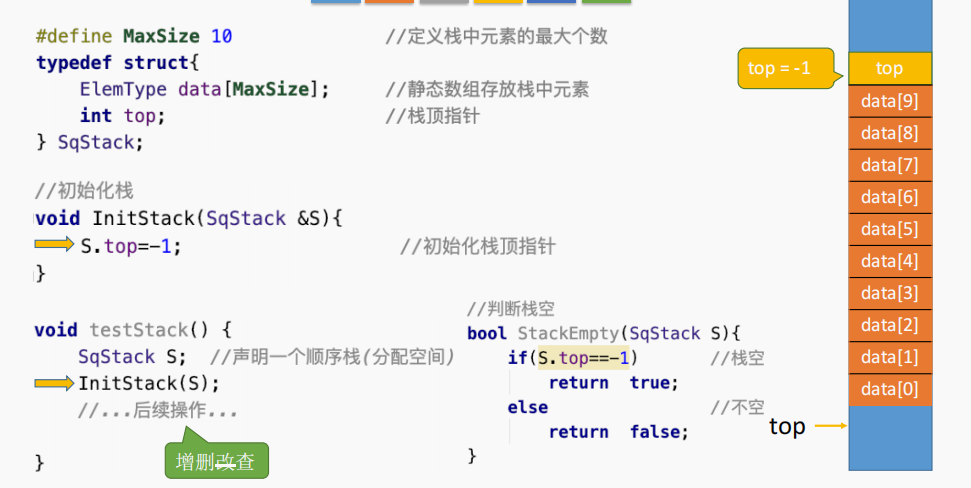 #define MaxSize 10 //定义栈中元素的最大个数
typedef struct{
ElemType data[MaxSize]; //静态数组存放栈中元素
int top; //栈顶指针
} SqStack;
//初始化栈
void InitStack(SqStack &S){
S.top=-1; //初始化栈顶指针
}
void testStack() {
SqStack S; //声明一个顺序栈(分配空间)
InitStack(S);
//...后续操作...
增删改查
}
//判断栈空
bool StackEmpty(SqStack S){
if(S.top==-1) //栈空
return true;
else //不空
return false;
}
top = -1
top
data[9]
data[8]
data[7]
data[6]
data[5]
data[4]
data[3]
data[2]
data[1]
data[0]
top